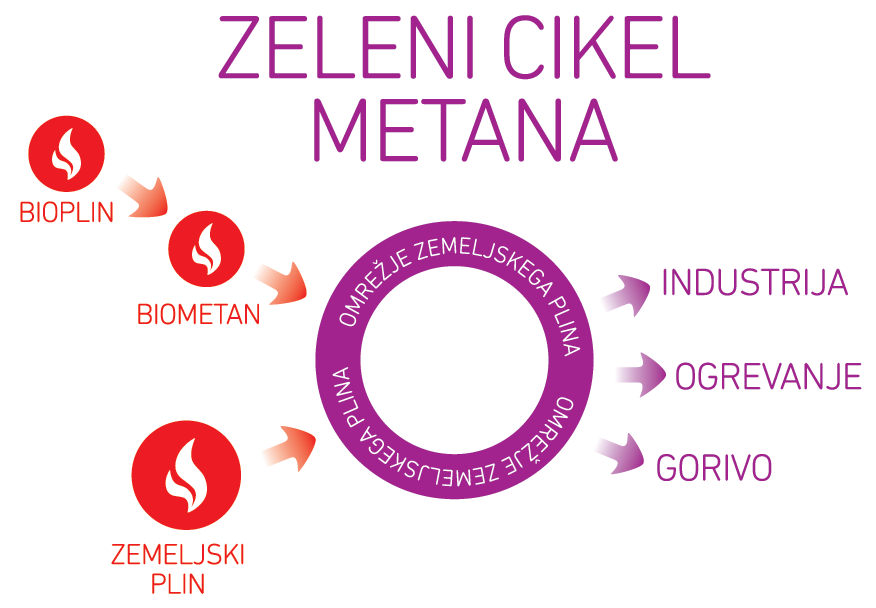 ZELENI CIKEL
METANA
BIOPLIN
BIOMETAN
ZEMELJSKI
PLIN
OMREŽJE ZEMELJSKEGA PLINA
OMREŽJE ZEMELJSKEGA PLINA
INDUSTRIJA
OGREVANJE
GORIVO